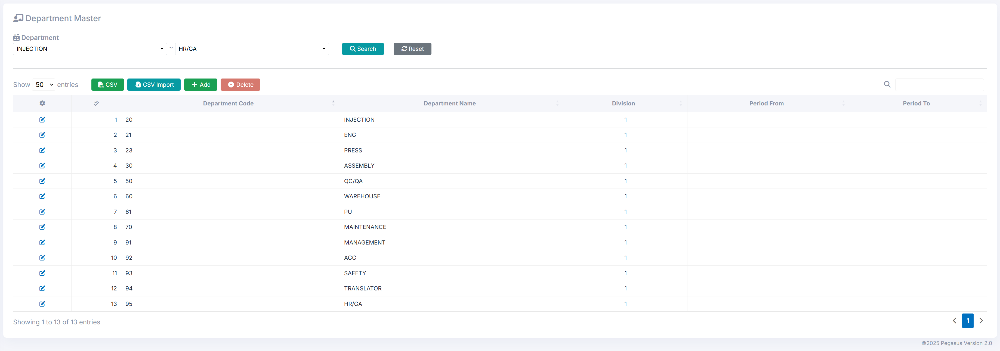 Department Master
Department
INJECTION ~ HR/GA Search Reset
Show 50 entries CSV CSV Import Add Delete
Department Code Department Name Division Period From Period To
1 20 INJECTION 1
2 21 ENG 1
3 23 PRESS 1
4 30 ASSEMBLY 1
5 50 QC/QA 1
6 60 WAREHOUSE 1
7 61 PU 1
8 70 MAINTENANCE 1
9 91 MANAGEMENT 1
10 92 ACC 1
11 93 SAFETY 1
12 94 TRANSLATOR 1
13 95 HR/GA 1
Showing 1 to 13 of 13 entries
1
©2025 Pegasus Version 2.0